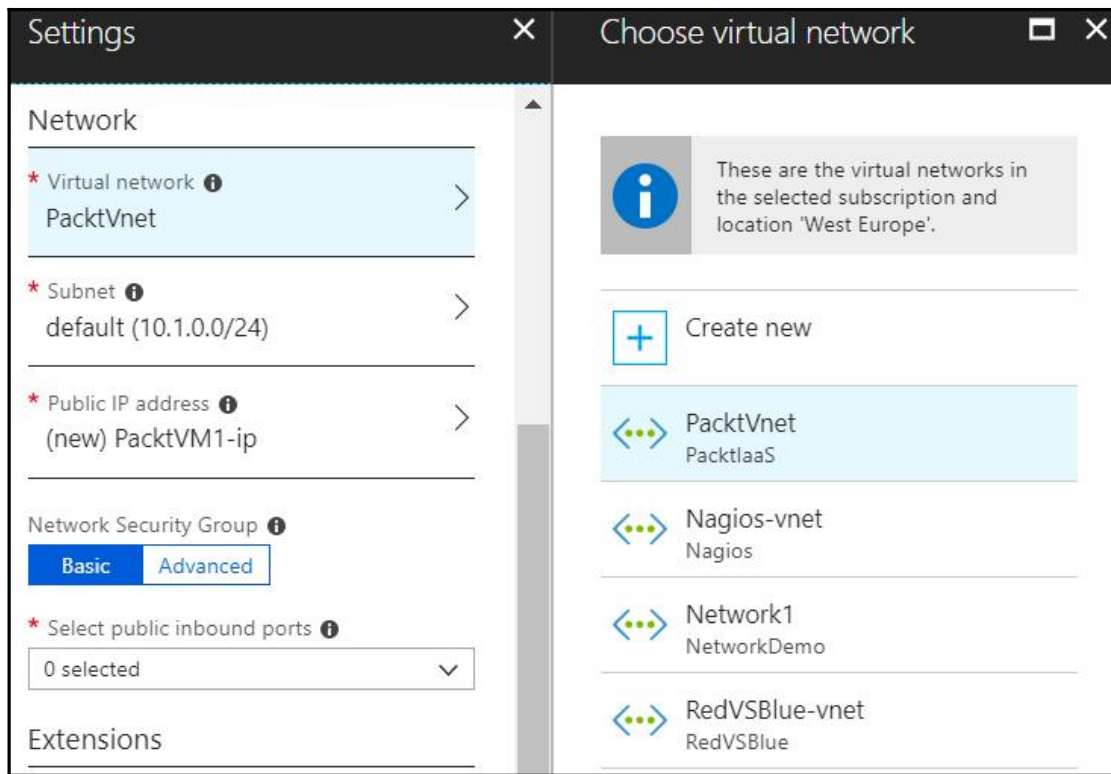 Settings
Network
* Virtual network
PacktVnet
* Subnet
default (10.1.0.0/24)
* Public IP address
(new) PacktVM1-ip
Network Security Group
Basic Advanced
* Select public inbound ports
0 selected
Extensions
Choose virtual network
These are the virtual networks in
the selected subscription and
location 'West Europe'.
Create new
PacktVnet
PacktIaaS
Nagios-vnet
Nagios
Network1
NetworkDemo
RedVSBlue-vnet
RedVSBlue